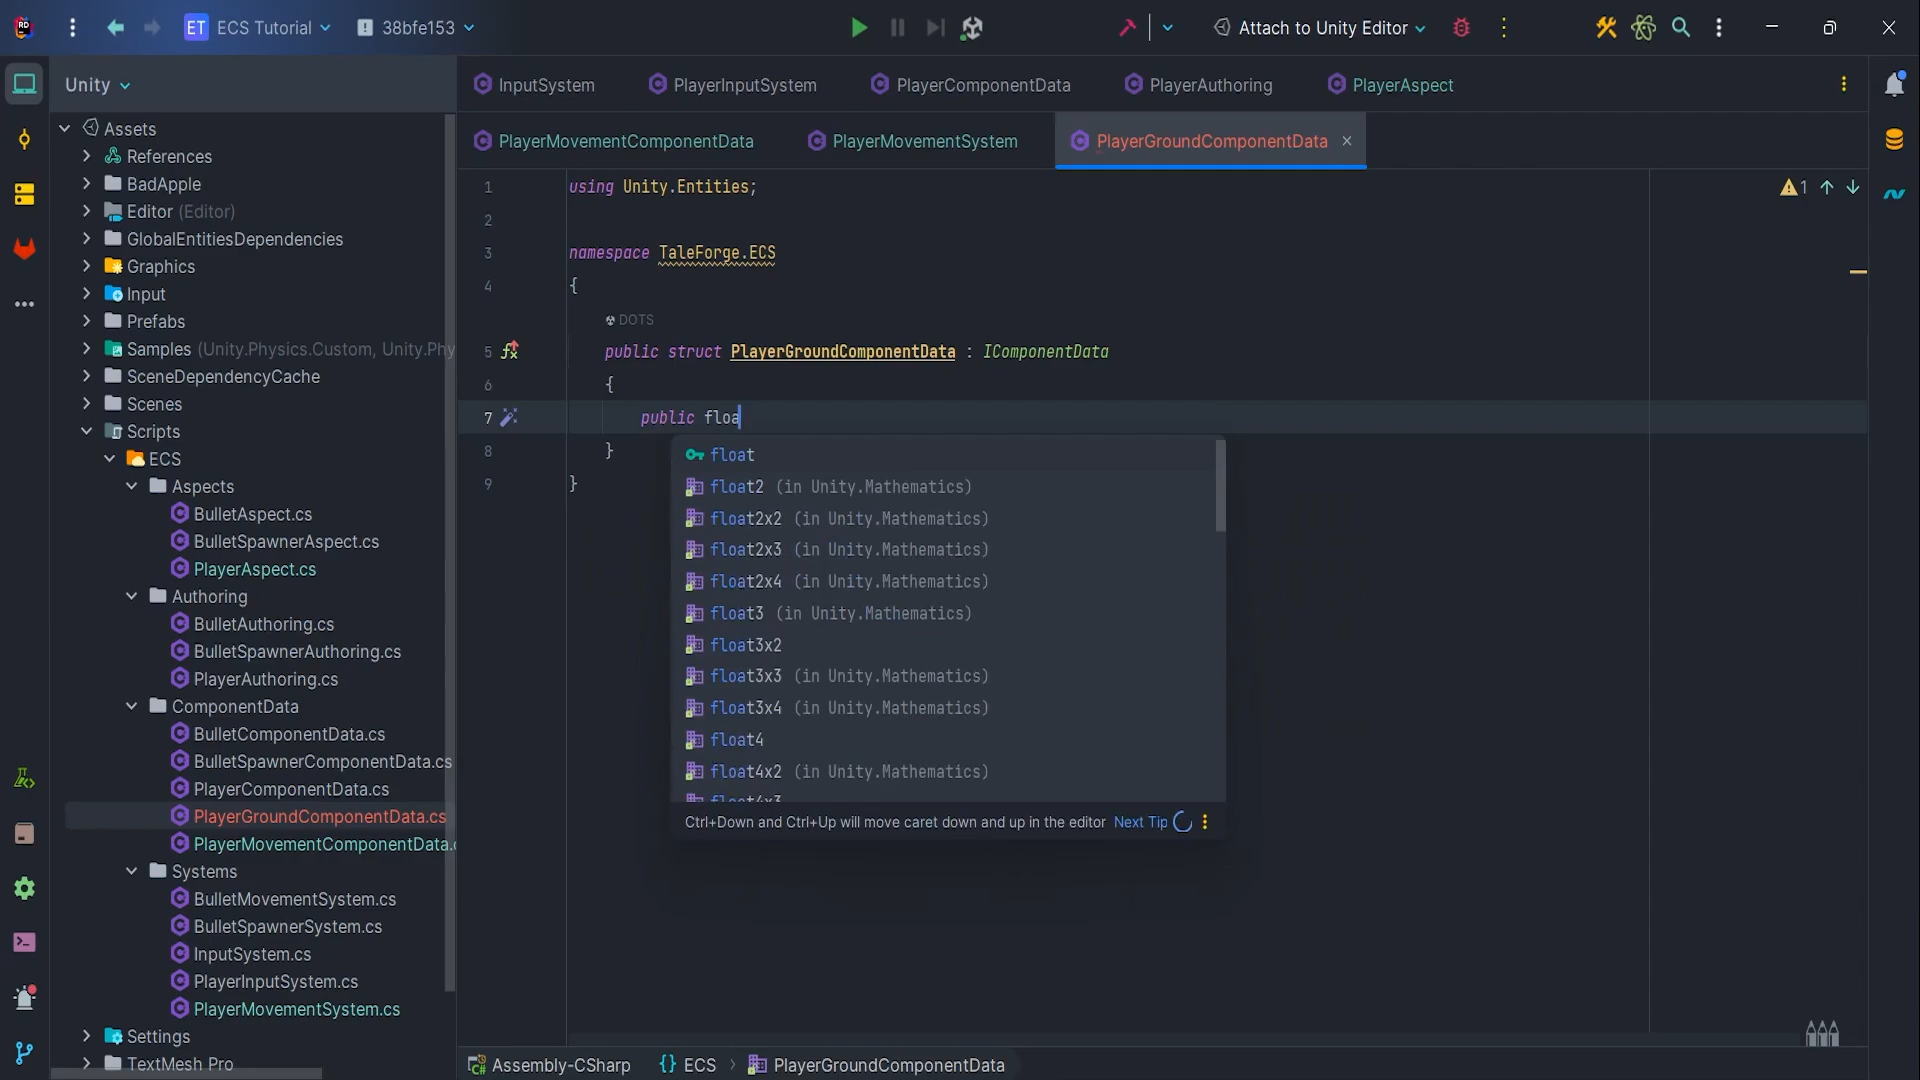 ET ECS Tutorial
38bfe153
Attach to Unity Editor
Unity
Assets
References
BadApple
Editor (Editor)
GlobalEntitiesDependencies
Graphics
Input
Prefabs
Samples (Unity.Physics.Custom, Unity.Phy
SceneDependencyCache
Scenes
Scripts
ECS
Aspects
BulletAspect.cs
BulletSpawnerAspect.cs
PlayerAspect.cs
Authoring
BulletAuthoring.cs
BulletSpawnerAuthoring.cs
PlayerAuthoring.cs
ComponentData
BulletComponentData.cs
BulletSpawnerComponentData.cs
PlayerComponentData.cs
PlayerGroundComponentData.cs
PlayerMovementComponentData.
Systems
BulletMovementSystem.cs
BulletSpawnerSystem.cs
InputSystem.cs
PlayerInputSystem.cs
PlayerMovementSystem.cs
Settings
TextMesh Pro
InputSystem PlayerInputSystem PlayerComponentData PlayerAuthoring PlayerAspect
PlayerMovementComponentData PlayerMovementSystem PlayerGroundComponentData
1 using Unity.Entities;
2
3 namespace TaleForge.ECS
4 {
DOTS
5 public struct PlayerGroundComponentData : IComponentData
6 {
7 public floa
8 }
9 }
1
float
float2 (in Unity.Mathematics)
float2x2 (in Unity.Mathematics)
float2x3 (in Unity.Mathematics)
float2x4 (in Unity.Mathematics)
float3 (in Unity.Mathematics)
float3x2
float3x3 (in Unity.Mathematics)
float3x4 (in Unity.Mathematics)
float4
float4x2 (in Unity.Mathematics)
float4x3
Ctrl+Down and Ctrl+Up will move caret down and up in the editor Next Tip
Assembly-CSharp {} ECS PlayerGroundComponentData